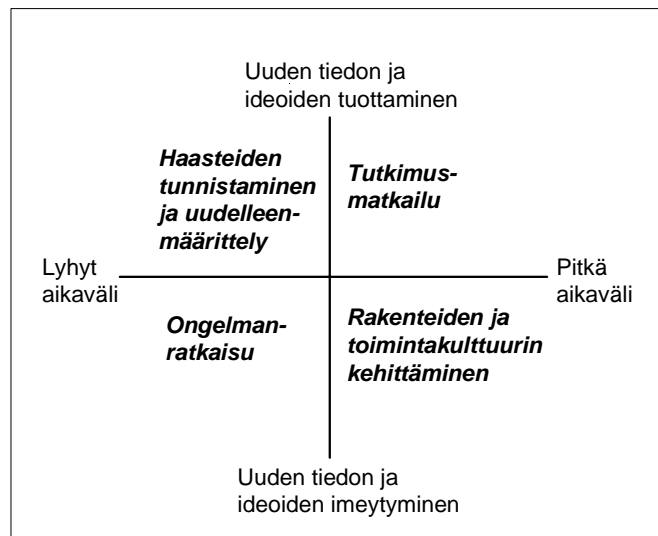 Uuden tiedon ja
ideoiden tuottaminen
Haasteiden
tunnistaminen
ja uudelleen-
määrittely
Tutkimus-
matkailu
Lyhyt
aikaväli
Pitkä
aikaväli
Ongelman-
ratkaisu
Rakenteiden ja
toimintakulttuurin
kehittäminen
Uuden tiedon ja
ideoiden imeytyminen